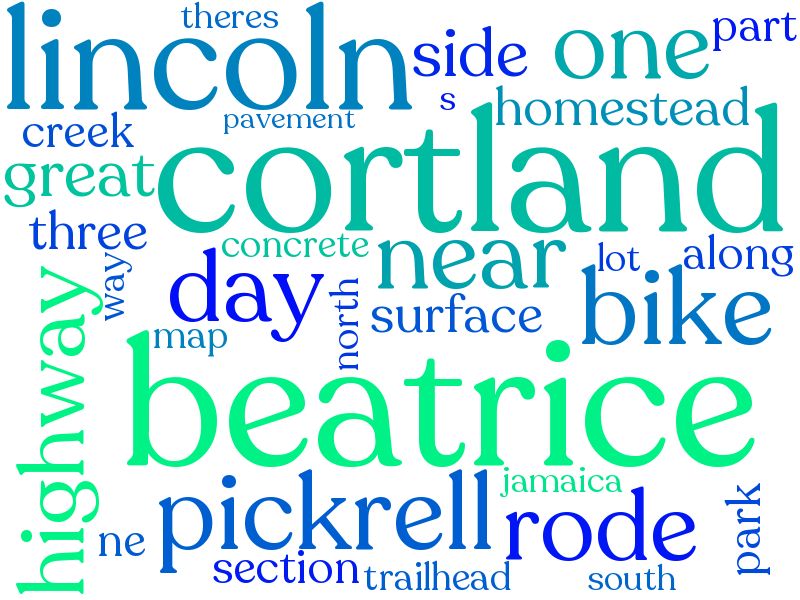 theres
part
lincoln
side
one
s
homestead
pavement
creek
cortland
great
three
concrete
near
along
lot
way
day
bike
highway
north
surface
map
beatrice
pickrell
jamaica
rode
park
ne
section
trailhead
south